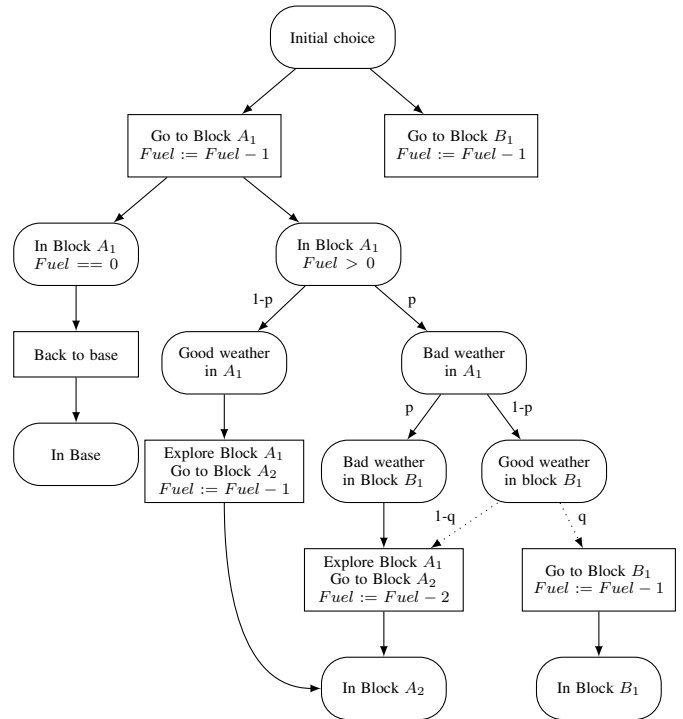 Initial choice
Go to Block A₁
Fuel := Fuel − 1
Go to Block B₁
Fuel := Fuel − 1
In Block A₁
Fuel == 0
In Block A₁
Fuel > 0
1-p
p
Back to base
Good weather
in A₁
Bad weather
in A₁
p
1-p
In Base
Explore Block A₁
Go to Block A₂
Fuel := Fuel − 1
Bad weather
in Block B₁
Good weather
in block B₁
1-q
q
Explore Block A₁
Go to Block A₂
Fuel := Fuel − 2
Go to Block B₁
Fuel := Fuel − 1
In Block A₂
In Block B₁